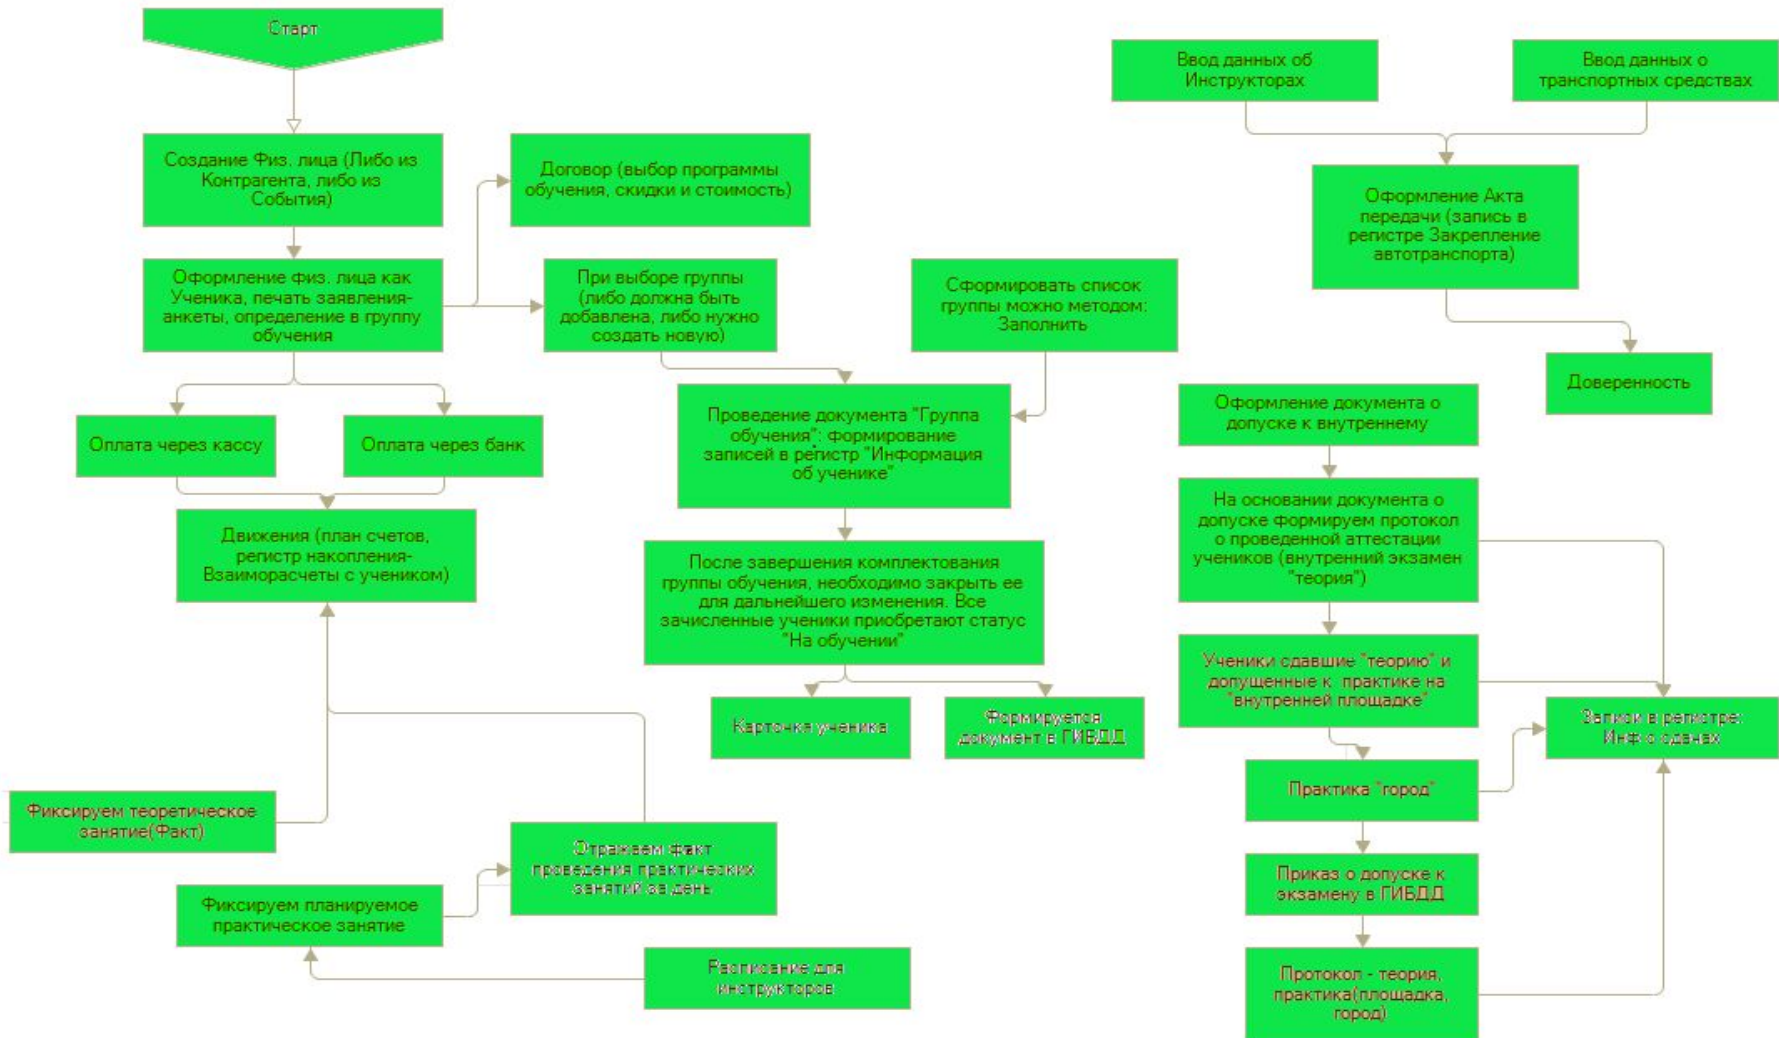 Старт
Создание Физ. лица (Либо из
Контрагента, либо из
События)
Оформление Физ. лица как
Ученика, печать заявления-
анкеты, определение в группу
обучения
Договор (выбор программы
обучения, скидки и стоимость)
При выборе группы
(либо должна быть
добавлена, либо нужно
создать новую)
Сформировать список
группы можно методом:
Заполнить
Оплата через кассу
Оплата через банк
Движения (план счетов,
регистр накопления-
Взаиморасчеты с учеником)
Проведение документа "Группа
обучения": формирование
записей в регистр "Информация
об ученике"
После завершения комплектования
группы обучения, необходимо закрыть ее
для дальнейшего изменения. Все
зачисленные ученики приобретают статус
"На обучении"
Карточка ученика
Формируется
документ в ГИБДД
Фиксируем теоретическое
занятие(Факт)
Отражаем факт
проведения практических
занятий за день
Фиксируем планируемое
практическое занятие
Расписание для
инструкторов
Ввод данных об
Инструкторах
Ввод данных о
транспортных средствах
Оформление Акта
передачи (запись в
регистре Закрепление
автотранспорта)
Доверенность
Оформление документа о
допуске к внутреннему
На основании документа о
допуске формируем протокол
о проведенной аттестации
учеников (внутренний экзамен
"теория")
Ученики сдавшие "теорию" и
допущенные к практике на
"внутренней площадке"
Записи в регистре:
Инф о сдачах
Практика "город"
Приказ о допуске к
экзамену в ГИБДД
Протокол - теория,
практика(площадка,
город)